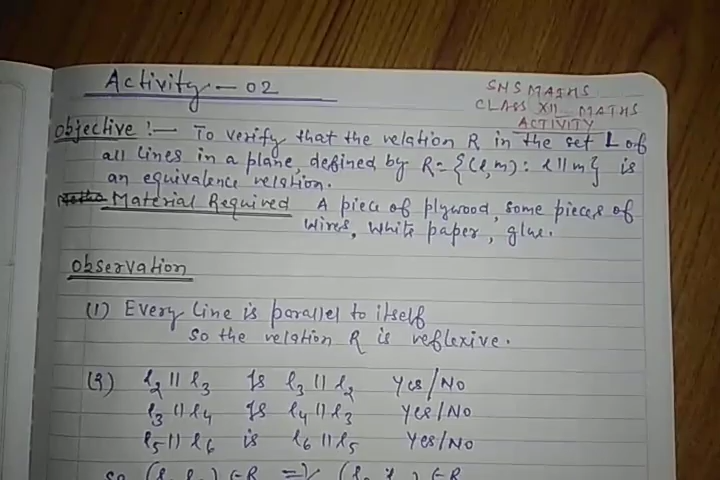 Activity - 02
SNS MATHS
CLASS XII MATHS
ACTIVITY
Objective :- To verify that the relation R in the set L of
all lines in a plane, defined by R = {(l, m) : l || m} is
an equivalence relation.
Material Required A piece of plywood, some pieces of
wires, white paper, glue.
Observation
(1) Every line is parallel to itself
so the relation R is reflexive.
(2) l₂ || l₃ Is l₃ || l₂ Yes/No
l₃ || l₄ Is l₄ || l₃ Yes/No
l₅ || l₆ is l₆ || l₅ Yes/No